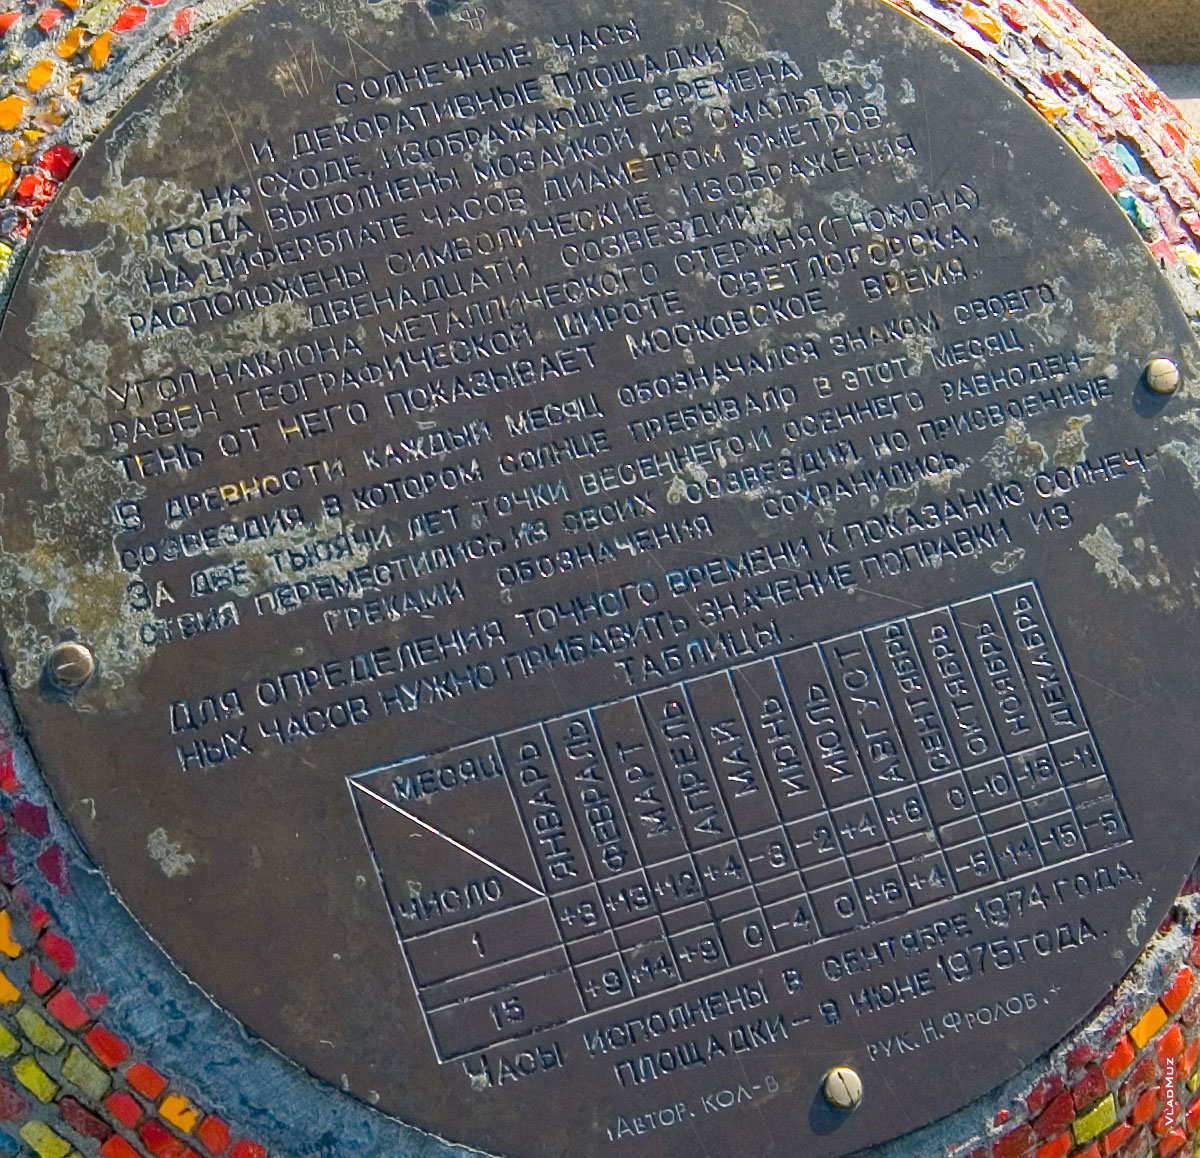 СОЛНЕЧНЫЕ ЧАСЫ
И ДЕКОРАТИВНЫЕ ПЛОЩАДКИ
НА СХОДЕ, ИЗОБРАЖАЮЩИЕ ВРЕМЕНА
ГОДА, ВЫПОЛНЕНЫ МОЗАИКОЙ ИЗ СМАЛЬТЫ.
НА ЦИФЕРБЛАТЕ ЧАСОВ ДИАМЕТРОМ 10 МЕТРОВ
РАСПОЛОЖЕНЫ СИМВОЛИЧЕСКИЕ ИЗОБРАЖЕНИЯ
ДВЕНАДЦАТИ СОЗВЕЗДИЙ.
УГОЛ НАКЛОНА МЕТАЛЛИЧЕСКОГО СТЕРЖНЯ (ГНОМОНА)
РАВЕН ГЕОГРАФИЧЕСКОЙ ШИРОТЕ СВЕТЛОГОРСКА,
ТЕНЬ ОТ НЕГО ПОКАЗЫВАЕТ МОСКОВСКОЕ ВРЕМЯ.
В ДРЕВНОСТИ КАЖДЫЙ МЕСЯЦ ОБОЗНАЧАЛСЯ ЗНАКОМ СВОЕГО
СОЗВЕЗДИЯ, В КОТОРОМ СОЛНЦЕ ПРЕБЫВАЛО В ЭТОТ МЕСЯЦ.
ЗА ДВЕ ТЫСЯЧИ ЛЕТ ТОЧКИ ВЕСЕННЕГО И ОСЕННЕГО РАВНОДЕН-
СТВИЯ ПЕРЕМЕСТИЛИСЬ ИЗ СВОИХ СОЗВЕЗДИЙ, НО ПРИСВОЕННЫЕ
ГРЕКАМИ ОБОЗНАЧЕНИЯ СОХРАНИЛИСЬ.
ДЛЯ ОПРЕДЕЛЕНИЯ ТОЧНОГО ВРЕМЕНИ К ПОКАЗАНИЮ СОЛНЕЧ-
НЫХ ЧАСОВ НУЖНО ПРИБАВИТЬ ЗНАЧЕНИЕ ПОПРАВКИ ИЗ
ТАБЛИЦЫ.
МЕСЯЦ ЯНВАРЬ ФЕВРАЛЬ МАРТ АПРЕЛЬ МАЙ ИЮНЬ ИЮЛЬ АВГУСТ СЕНТЯБРЬ ОКТЯБРЬ НОЯБРЬ ДЕКАБРЬ
ЧИСЛО
1 +3 +13 +12 +4 -3 -2 +4 +6 0 -10 -16 -11
15 +9 +14 +9 0 -4 0 +6 +4 -5 -14 -15 -5
ЧАСЫ ИСПОЛНЕНЫ В СЕНТЯБРЕ 1974 ГОДА,
ПЛОЩАДКИ - В ИЮНЕ 1975 ГОДА.
АВТОР. КОЛ-В РУК. Н. ФРОЛОВ.
VLADMUZ